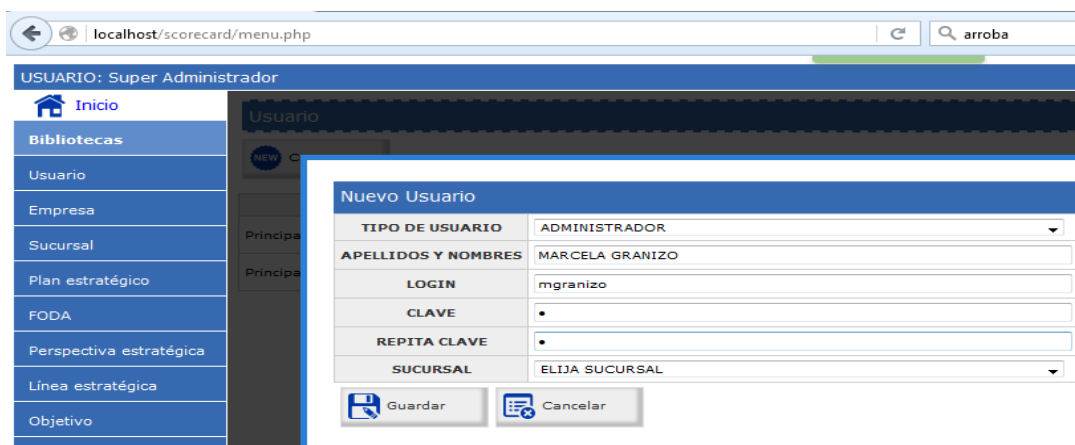 localhost/scorecard/menu.php
arroba
USUARIO: Super Administrador
Inicio
Bibliotecas
Usuario
Empresa
Sucursal
Plan estratégico
FODA
Perspectiva estratégica
Línea estratégica
Objetivo
Usuario
NEW
Principa
Principa
Nuevo Usuario
TIPO DE USUARIO ADMINISTRADOR
APELLIDOS Y NOMBRES MARCELA GRANIZO
LOGIN mgranizo
CLAVE •
REPITA CLAVE •
SUCURSAL ELIJA SUCURSAL
Guardar Cancelar